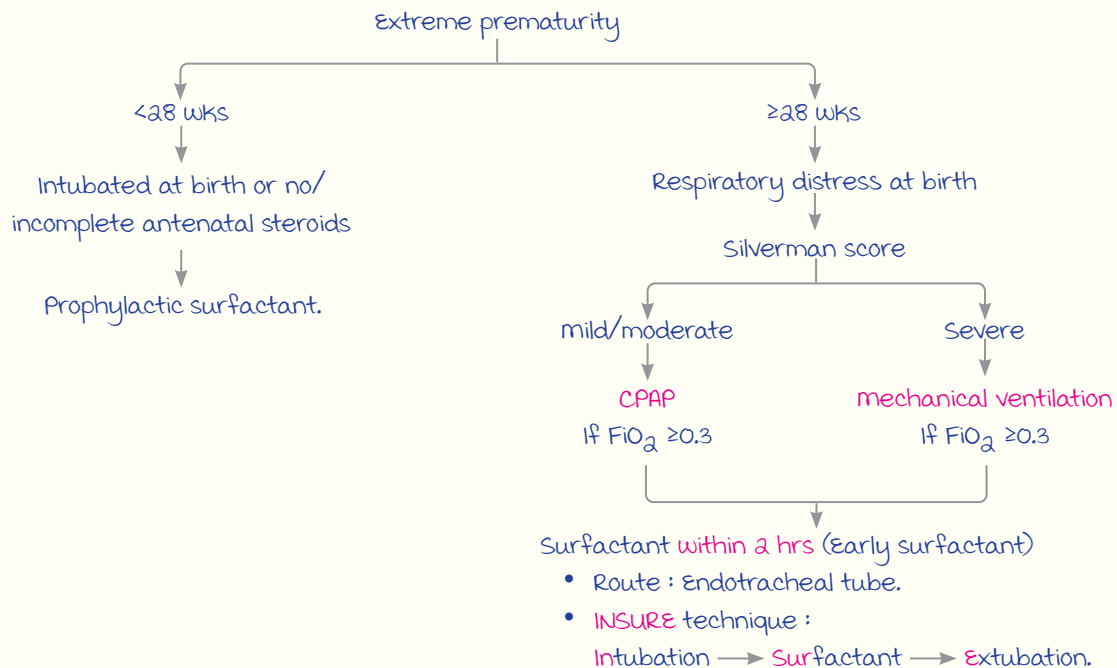 Extreme prematurity
<28 wks
≥28 wks
Intubated at birth or no/
incomplete antenatal steroids
Prophylactic surfactant.
Respiratory distress at birth
Silverman score
mild/moderate
Severe
CPAP
If FiO₂ ≥0.3
mechanical ventilation
If FiO₂ ≥0.3
Surfactant within 2 hrs (Early surfactant)
• Route : Endotracheal tube.
• INSURE technique :
Intubation → Surfactant → Extubation.